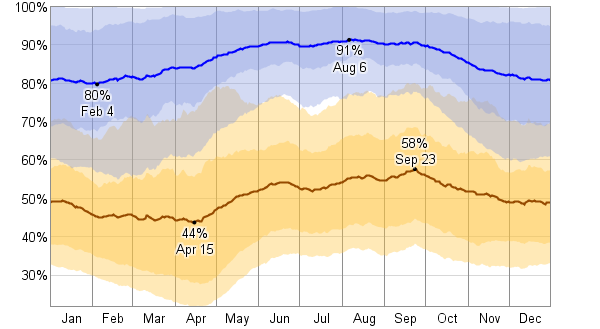 100%
90%
80%
70%
60%
50%
40%
30%
80%
Feb 4
91%
Aug 6
58%
Sep 23
44%
Apr 15
Jan Feb Mar Apr May Jun Jul Aug Sep Oct Nov Dec